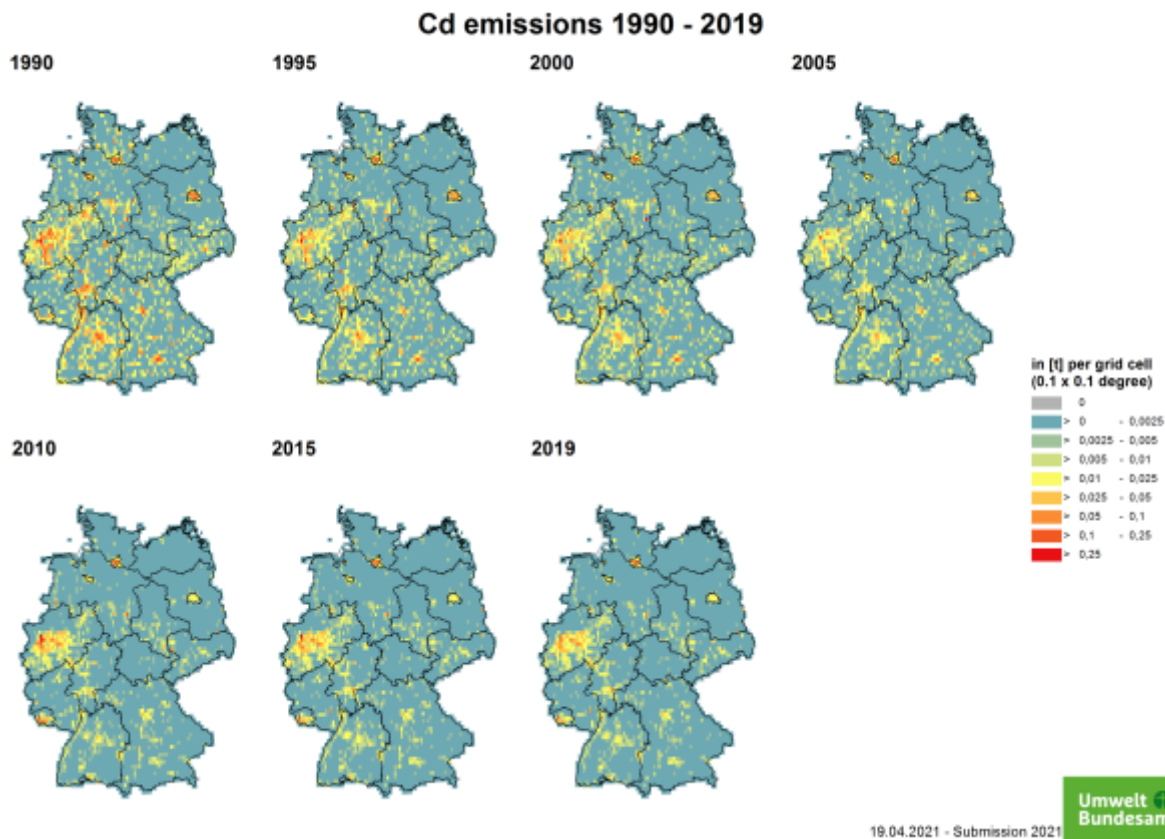 Cd emissions 1990 - 2019
1990
1995
2000
2005
2010
2015
2019
in [t] per grid cell
(0.1 x 0.1 degree)
0
> 0 - 0,0025
> 0,0025 - 0,005
> 0,005 - 0,01
> 0,01 - 0,025
> 0,025 - 0,05
> 0,05 - 0,1
> 0,1 - 0,25
> 0,25
Umwelt
Bundesam
19.04.2021 - Submission 2021